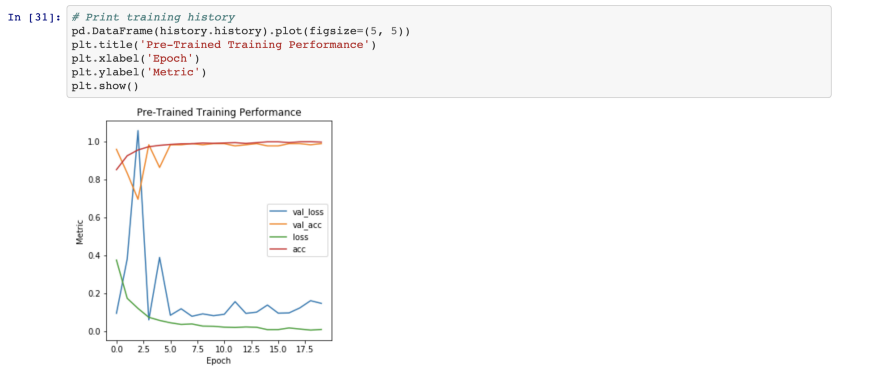 In [31]: # Print training history
pd.DataFrame(history.history).plot(figsize=(5, 5))
plt.title('Pre-Trained Training Performance')
plt.xlabel('Epoch')
plt.ylabel('Metric')
plt.show()
Pre-Trained Training Performance
1.0
0.8
0.6
0.4
0.2
0.0
Metric
val_loss
val_acc
loss
acc
0.0 2.5 5.0 7.5 10.0 12.5 15.0 17.5
Epoch